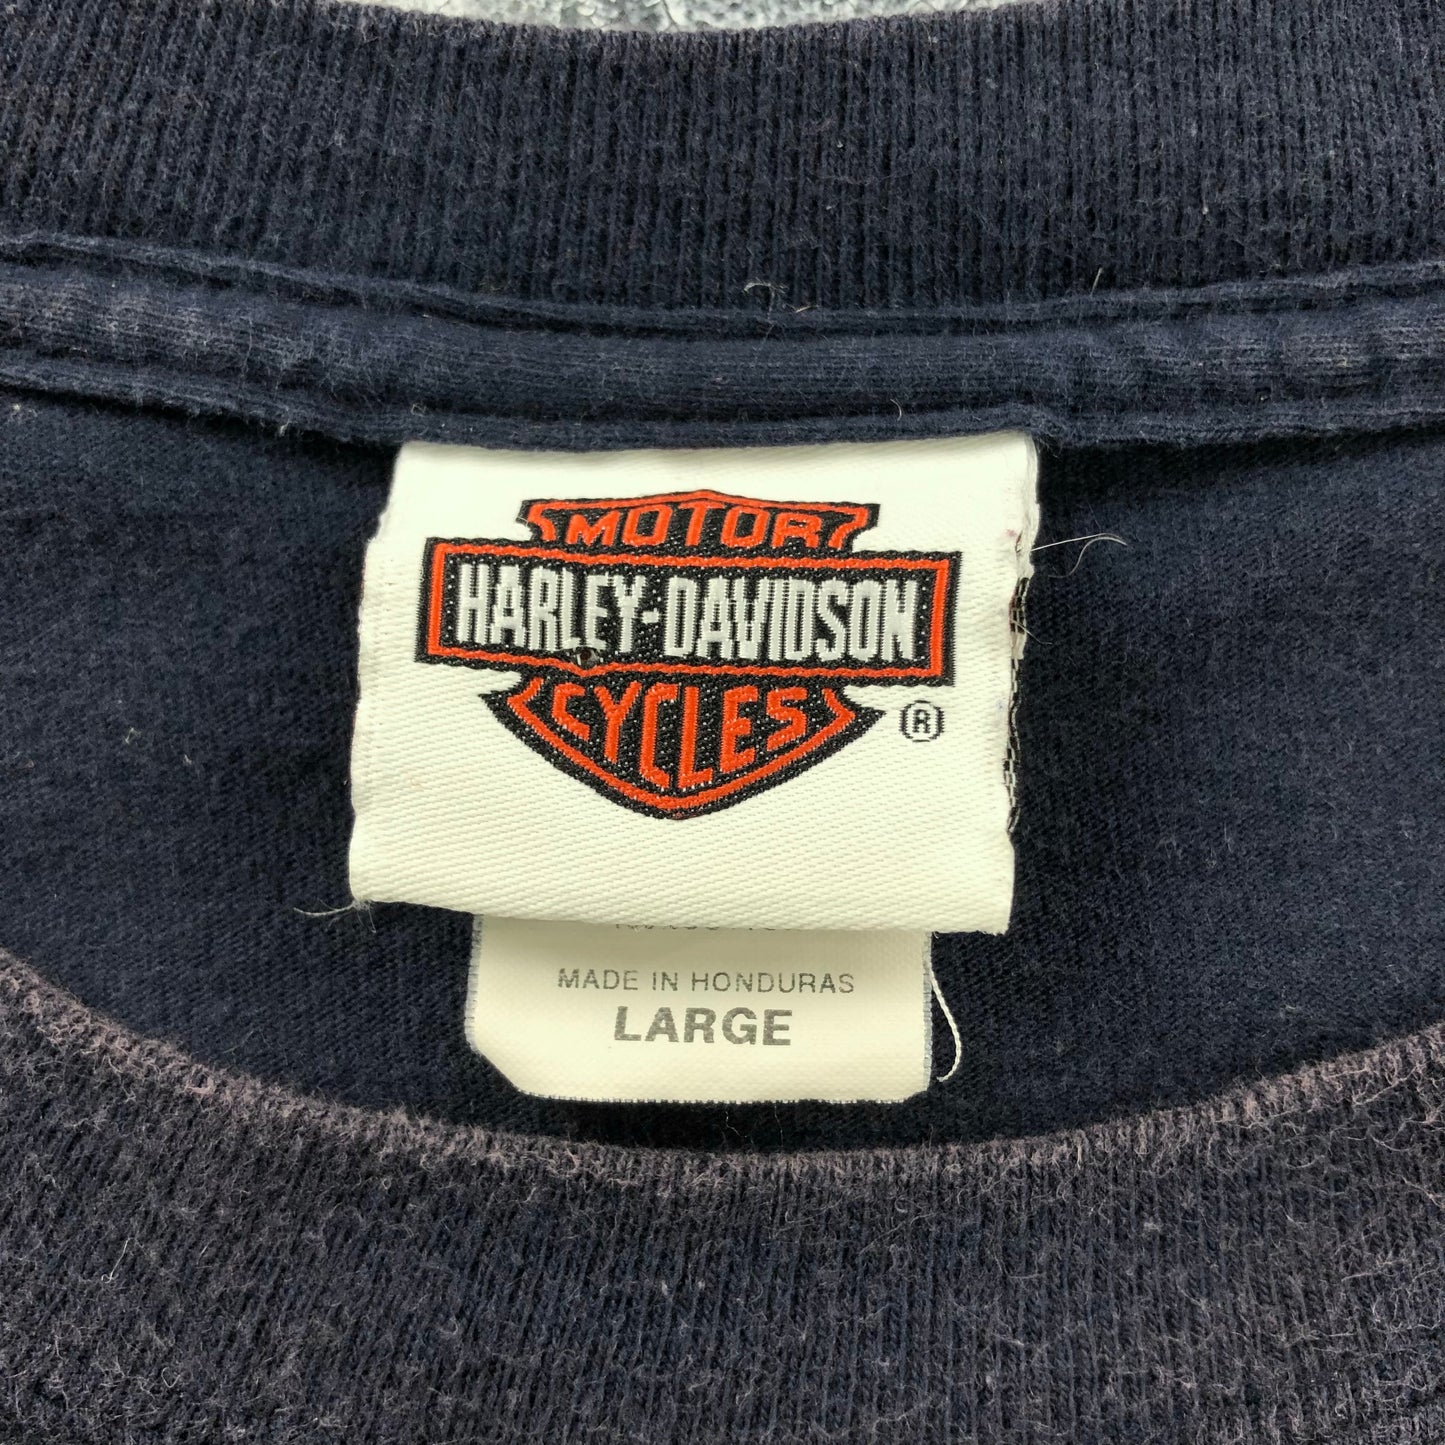 MOTOR
HARLEY-DAVIDSON
CYCLES
®
MADE IN HONDURAS
LARGE